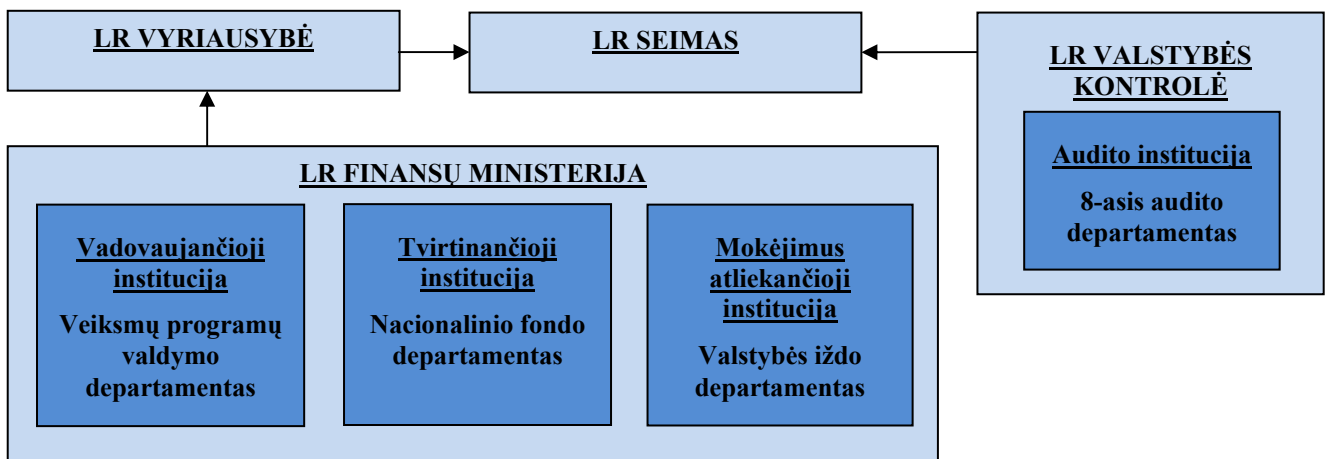 LR VYRIAUSYBĖ
LR SEIMAS
LR VALSTYBĖS
KONTROLĖ
Audito institucija
8-asis audito
departamentas
LR FINANSŲ MINISTERIJA
Vadovaujančioji
institucija
Veiksmų programų
valdymo
departamentas
Tvirtinančioji
institucija
Nacionalinio fondo
departamentas
Mokėjimus
atliekančioji
institucija
Valstybės iždo
departamentas